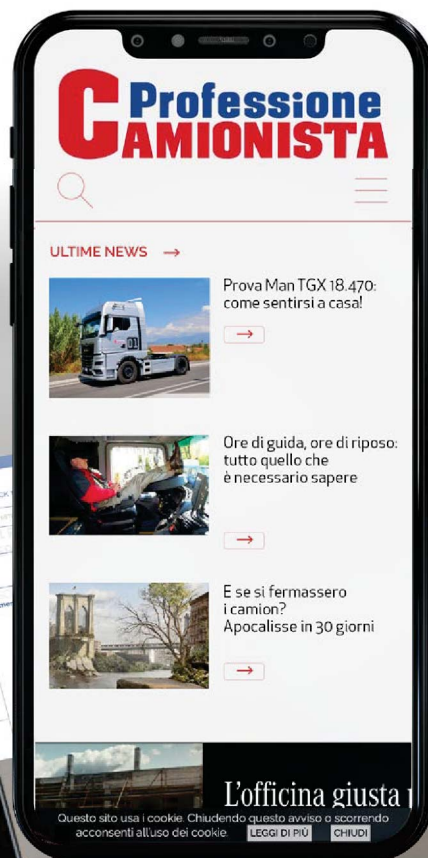 Professione
CAMIONISTA
ULTIME NEWS →
Prova Man TGX 18.470:
come sentirsi a casa!
Ore di guida, ore di riposo:
tutto quello che
è necessario sapere
E se si fermassero
i camion?
Apocalisse in 30 giorni
L'officina giusta
Questo sito usa i cookie. Chiudendo questo avviso o scorrendo
acconsenti all'uso dei cookie. LEGGI DI PIÙ CHIUDI